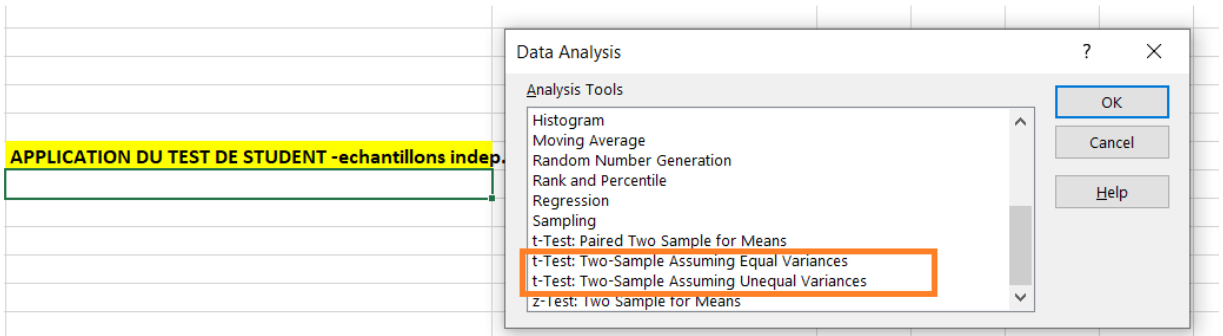 APPLICATION DU TEST DE STUDENT -echantillons indep.
Data Analysis
?
Analysis Tools
Histogram
Moving Average
Random Number Generation
Rank and Percentile
Regression
Sampling
t-Test: Paired Two Sample for Means
t-Test: Two-Sample Assuming Equal Variances
t-Test: Two-Sample Assuming Unequal Variances
z-Test: Two Sample for Means
OK
Cancel
Help